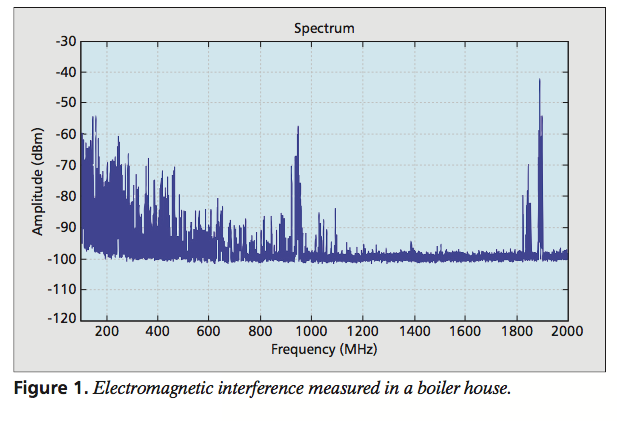 Spectrum
-30
-40
-50
-60
-70
-80
-90
-100
-110
-120
Amplitude (dBm)
200 400 600 800 1000 1200 1400 1600 1800 2000
Frequency (MHz)
Figure 1. Electromagnetic interference measured in a boiler house.